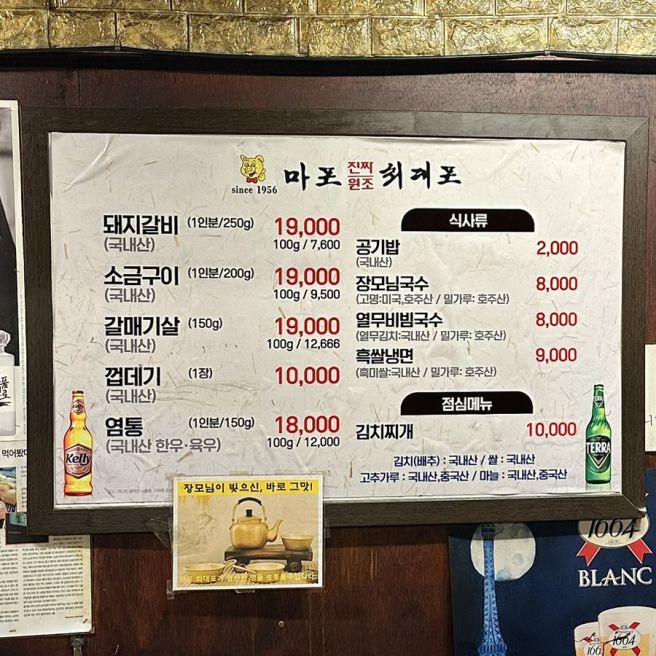 since 1956
마포 진짜 원조 최대포
돼지갈비 (1인분/250g) 19,000
(국내산) 100g / 7,600
소금구이 (1인분/200g) 19,000
(국내산) 100g / 9,500
갈매기살 (150g) 19,000
(국내산) 100g / 12,666
껍데기 (1장) 10,000
(국내산)
염통 (1인분/150g) 18,000
(국내산 한우·육우) 100g / 12,000
식사류
공기밥 2,000
(국내산)
장모님국수 8,000
(고명:미국,호주산 / 밀가루: 호주산)
열무비빔국수 8,000
(열무김치:국내산 / 밀가루: 호주산)
흑쌀냉면 9,000
(흑미쌀:국내산 / 밀가루: 호주산)
점심메뉴
김치찌개 10,000
김치(배추) : 국내산 / 쌀 : 국내산
고추가루 : 국내산,중국산 / 마늘 : 국내산,중국산
Kelly
TERRA
장모님이 빚으신, 바로 그맛!
먹어봤
1664
BLANC
1664